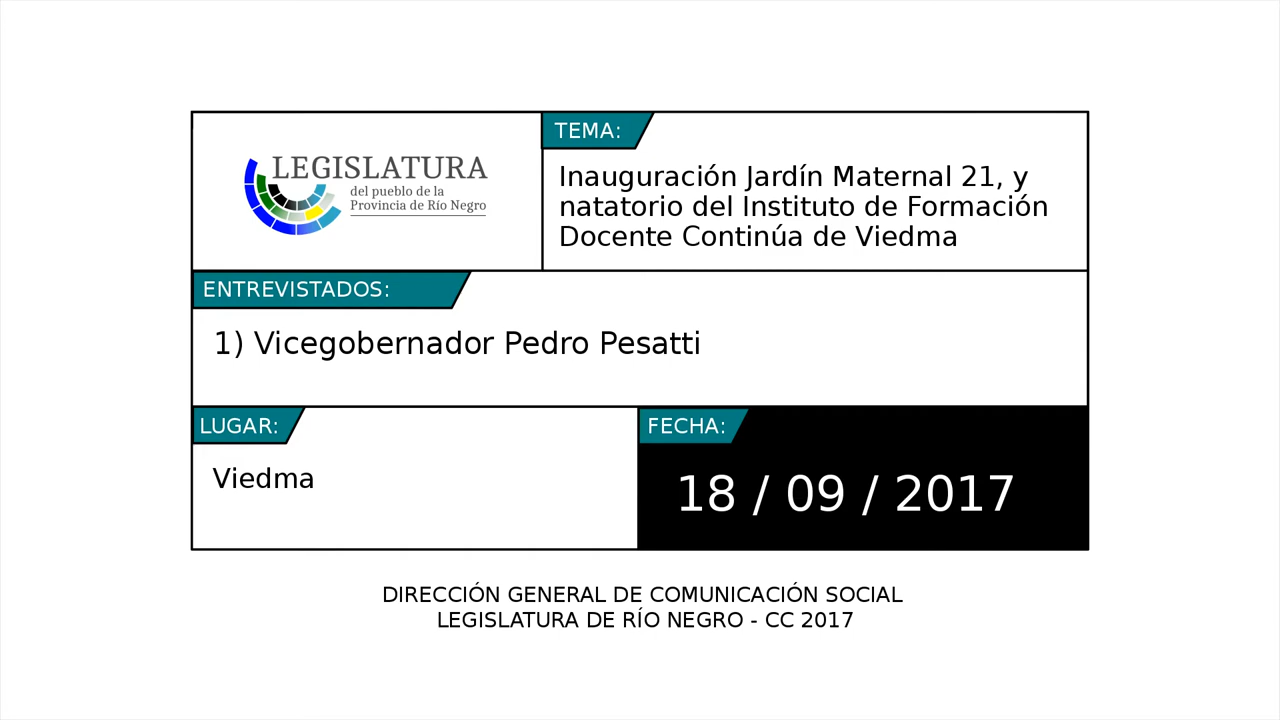 LEGISLATURA
del pueblo de la
Provincia de Río Negro
TEMA:
Inauguración Jardín Maternal 21, y
natatorio del Instituto de Formación
Docente Continúa de Viedma
ENTREVISTADOS:
1) Vicegobernador Pedro Pesatti
LUGAR:
Viedma
FECHA:
18 / 09 / 2017
DIRECCIÓN GENERAL DE COMUNICACIÓN SOCIAL
LEGISLATURA DE RÍO NEGRO - CC 2017